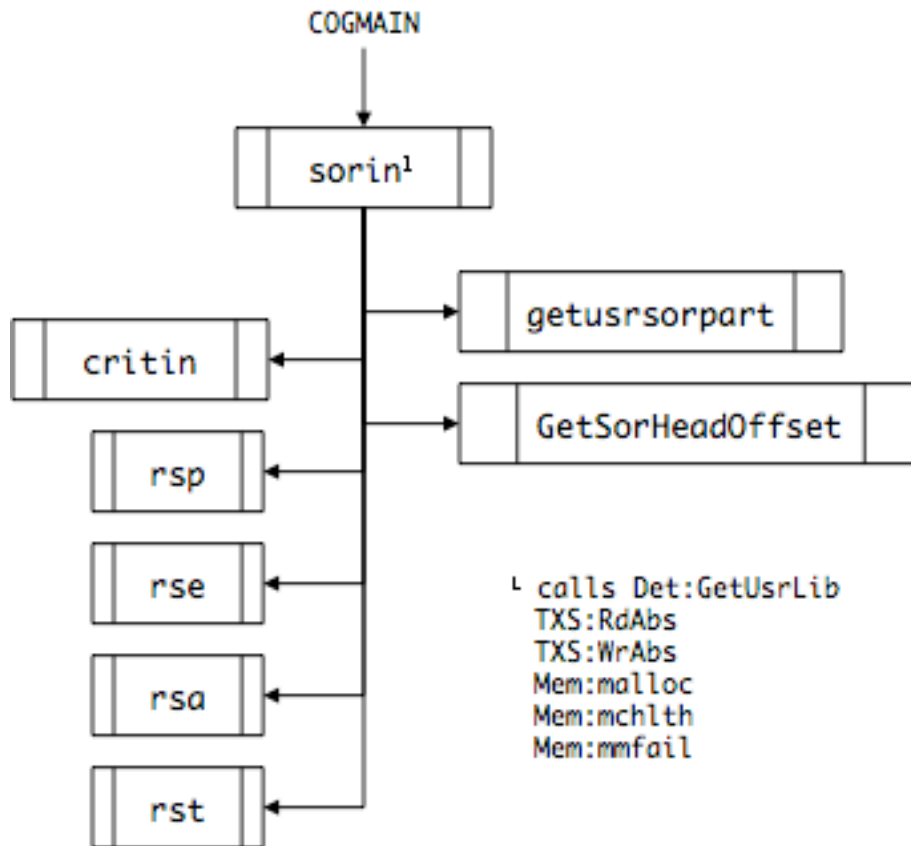 COGMAIN
sorin¹
getusrsorpart
critin
GetSorHeadOffset
rsp
rse
rsa
rst
¹ calls Det:GetUsrLib
TXS:RdAbs
TXS:WrAbs
Mem:malloc
Mem:mchlth
Mem:mmfail